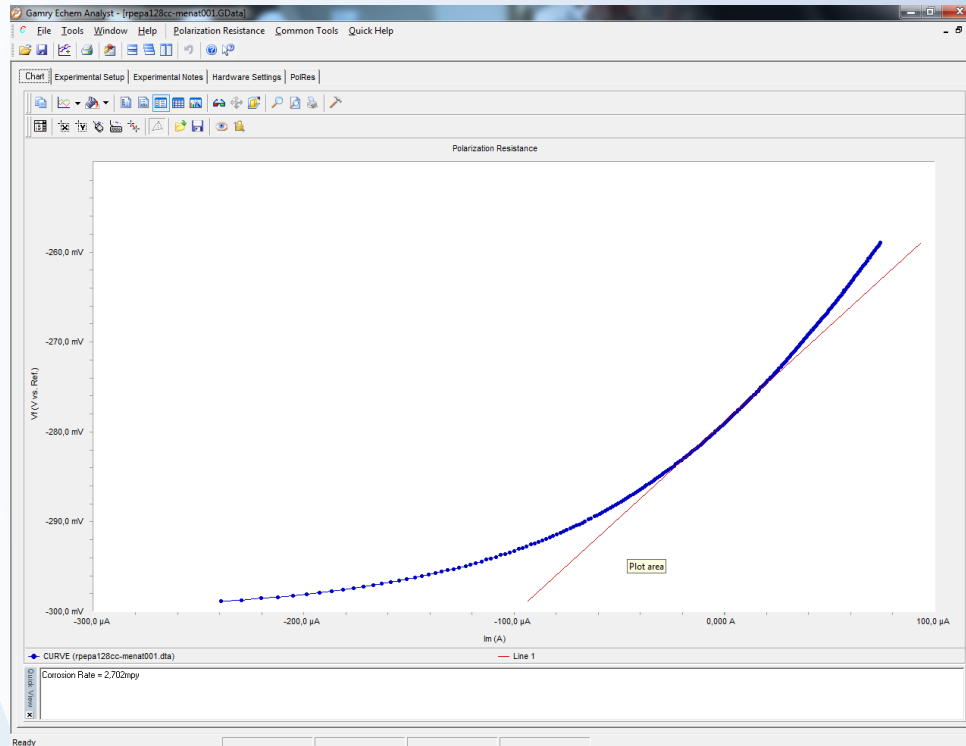 Gamry Echem Analyst - [rpepa128cc-menat001.GData]
File Tools Window Help Polarization Resistance Common Tools Quick Help
Chart Experimental Setup Experimental Notes Hardware Settings PolRes
Polarization Resistance
-260,0 mV
-270,0 mV
-280,0 mV
-290,0 mV
-300,0 mV
Vf (V vs. Ref.)
Plot area
-300,0 µA -200,0 µA -100,0 µA 0,000 A 100,0 µA
Im (A)
CURVE (rpepa128cc-menat001.dta) Line 1
Quick View
Corrosion Rate = 2,702mpy
Ready